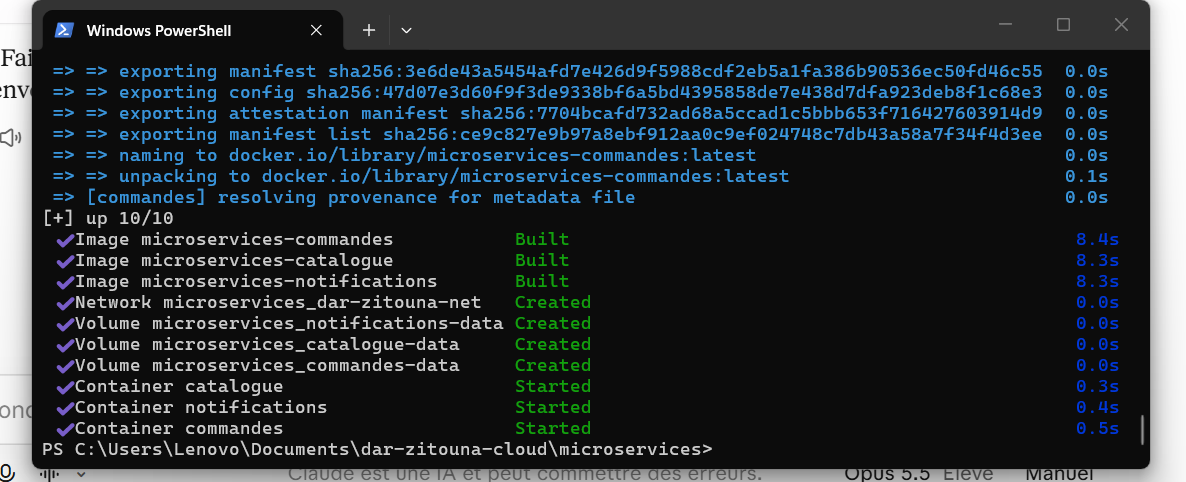 Windows PowerShell
Fai
=> => exporting manifest sha256:3e6de43a5454afd7e426d9f5988cdf2eb5a1fa386b90536ec50fd46c55 0.0s
env
=> => exporting config sha256:47d07e3d60f9f3de9338bf6a5bd4395858de7e438d7dfa923deb8f1c68e3 0.0s
=> => exporting attestation manifest sha256:7704bcafd732ad68a5ccad1c5bbb653f716427603914d9 0.0s
=> => exporting manifest list sha256:ce9c827e9b97a8ebf912aa0c9ef024748c7db43a58a7f34f4d3ee 0.0s
=> => naming to docker.io/library/microservices-commandes:latest 0.0s
=> => unpacking to docker.io/library/microservices-commandes:latest 0.1s
=> [commandes] resolving provenance for metadata file 0.0s
[+] up 10/10
✔Image microservices-commandes Built 8.4s
✔Image microservices-catalogue Built 8.3s
✔Image microservices-notifications Built 8.3s
✔Network microservices_dar-zitouna-net Created 0.0s
✔Volume microservices_notifications-data Created 0.0s
✔Volume microservices_catalogue-data Created 0.0s
✔Volume microservices_commandes-data Created 0.0s
✔Container catalogue Started 0.3s
✔Container notifications Started 0.4s
✔Container commandes Started 0.5s
PS C:\Users\Lenovo\Documents\dar-zitouna-cloud\microservices>
Claude est une IA et peut commettre des erreurs. Opus 5.5 Élevé Manuel